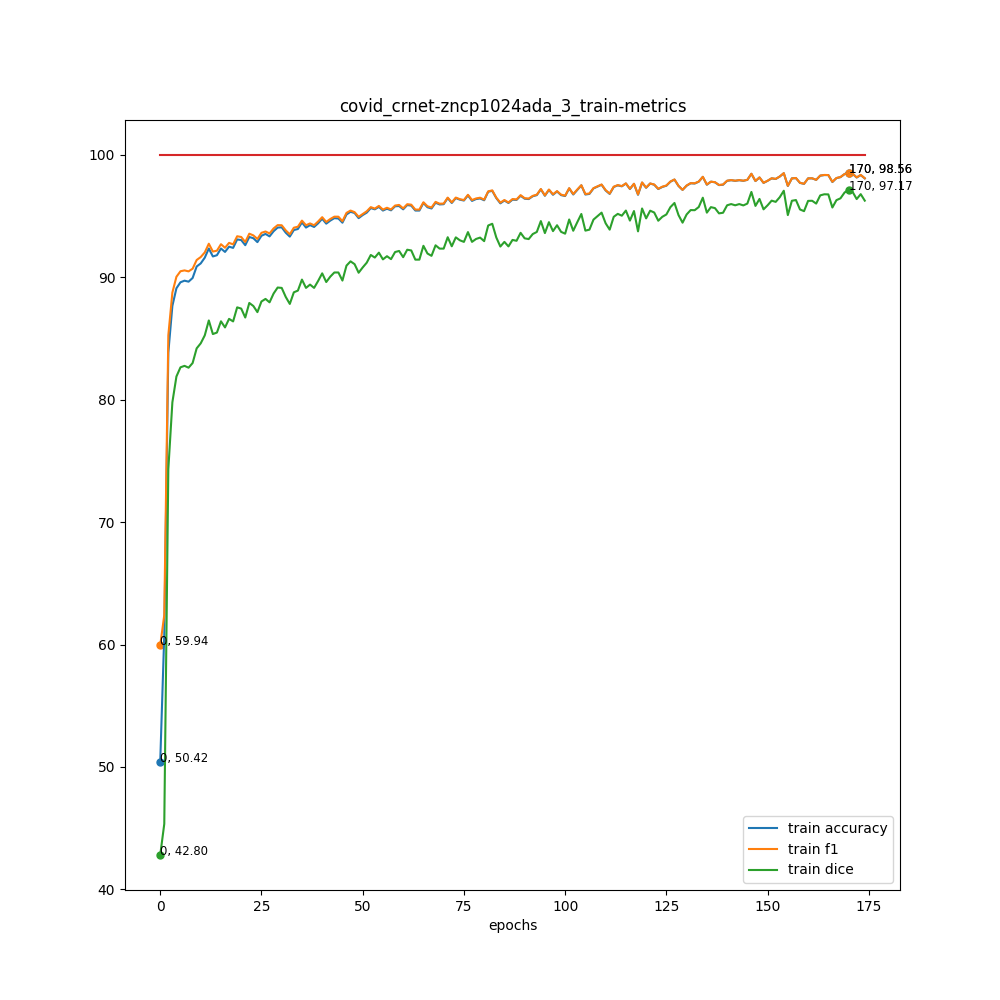 covid_crnet-zncp1024ada_3_train-metrics
100
170, 98.56
170, 97.17
90
80
70
60
0, 59.94
50
0, 50.42
0, 42.80
40
train accuracy
train f1
train dice
0 25 50 75 100 125 150 175
epochs